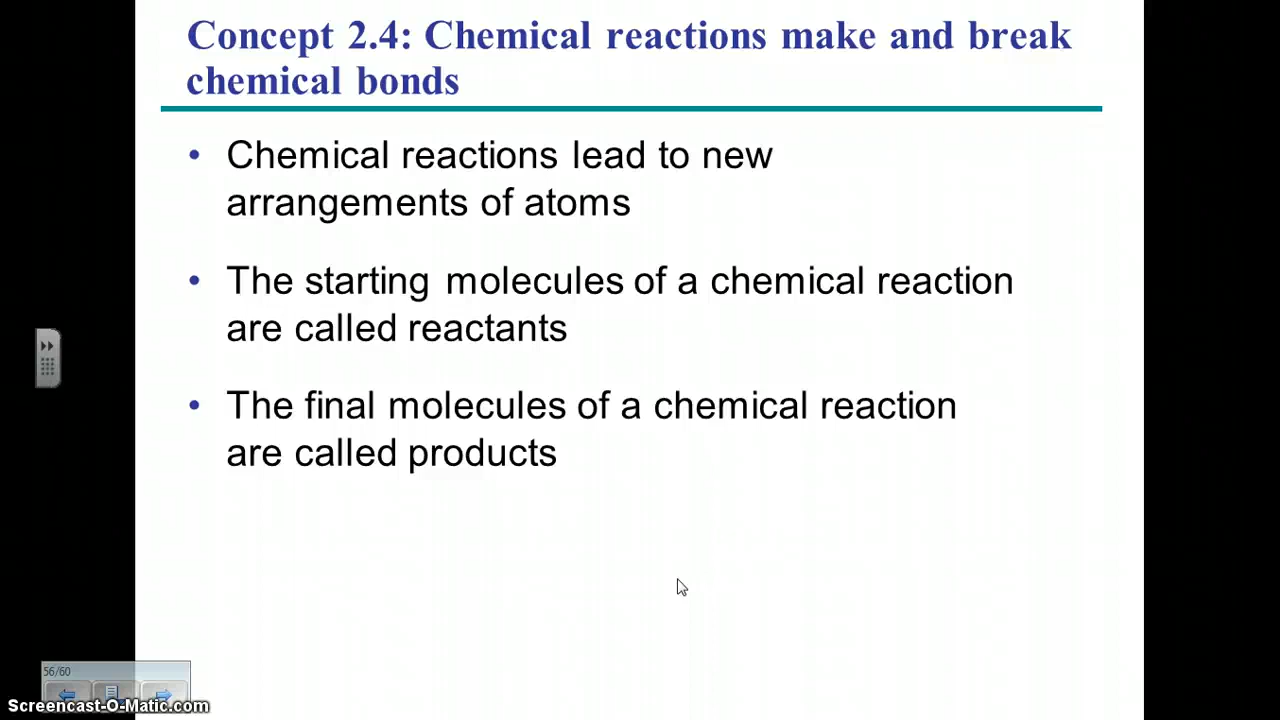 Concept 2.4: Chemical reactions make and break
chemical bonds
• Chemical reactions lead to new
arrangements of atoms
• The starting molecules of a chemical reaction
are called reactants
• The final molecules of a chemical reaction
are called products
56/60
Screencast-O-Matic.com